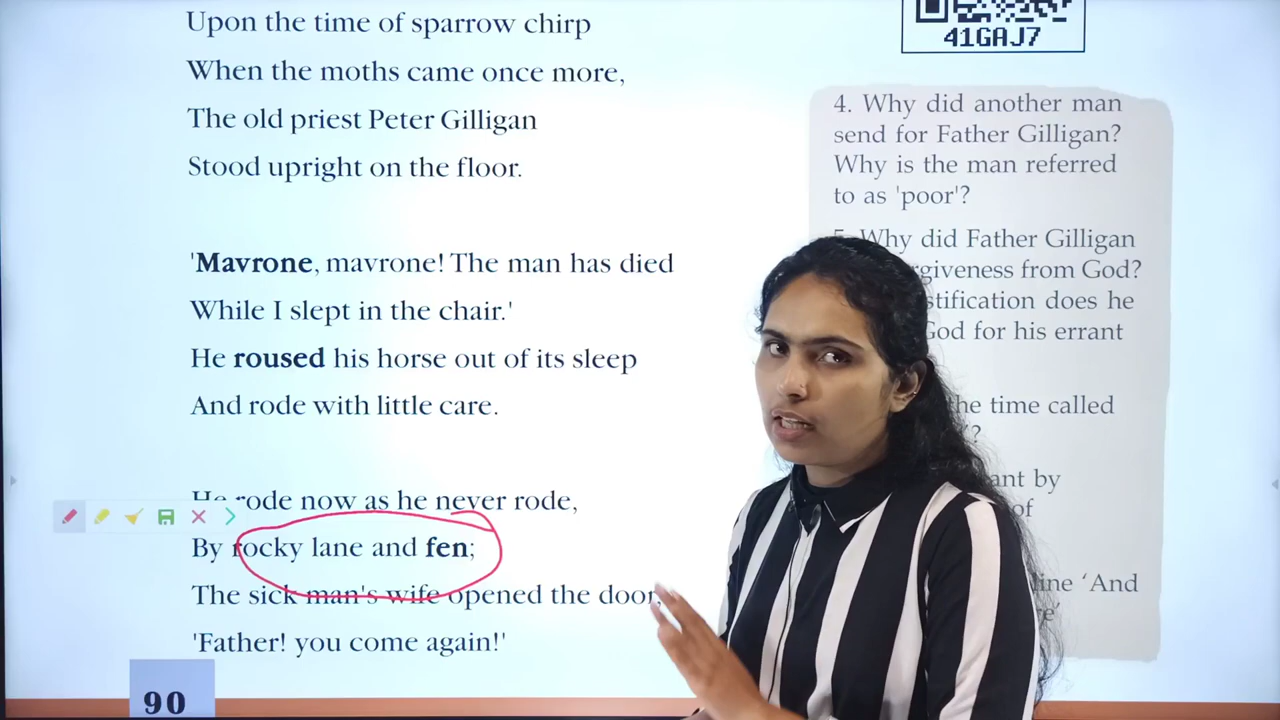 Upon the time of sparrow chirp
When the moths came once more,
The old priest Peter Gilligan
Stood upright on the floor.
'Mavrone, mavrone! The man has died
While I slept in the chair.'
He roused his horse out of its sleep
And rode with little care.
He rode now as he never rode,
By rocky lane and fen;
The sick man's wife opened the door,
'Father! you come again!'
90
41GAJ7
4. Why did another man
send for Father Gilligan?
Why is the man referred
to as 'poor'?
5. Why did Father Gilligan
God?
does he
God for his errant
the time called
by
of
line 'And